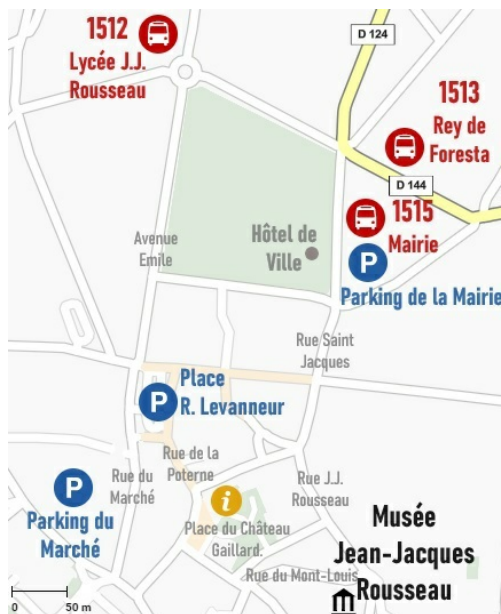 1512
Lycée J.J.
Rousseau
D 124
1513
Rey de
Foresta
D 144
1515
Mairie
Avenue
Emile
Hôtel de
Ville
P
Parking de la Mairie
Rue Saint
Jacques
P
Place
R. Levanneur
Rue de la
Poterne
Rue du
Marché
P
Parking du
Marché
i
Place du Château
Gaillard.
Rue J.J.
Rousseau
Musée
Jean-Jacques
Rousseau
Rue du Mont-Louis
0 50 m